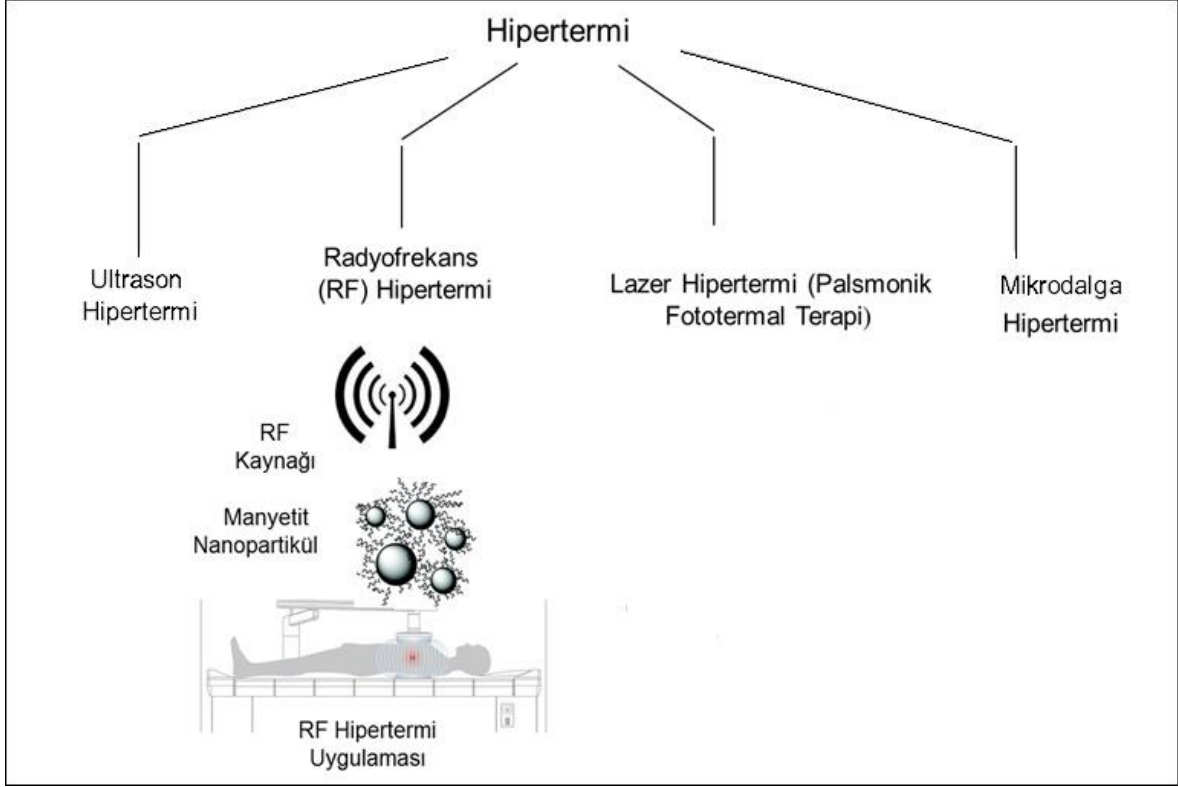 Hipertermi
Ultrason
Hipertermi
Radyofrekans
(RF) Hipertermi
Lazer Hipertermi (Palsmonik
Fototermal Terapi)
Mikrodalga
Hipertermi
RF
Kaynağı
Manyetit
Nanopartikül
RF Hipertermi
Uygulaması